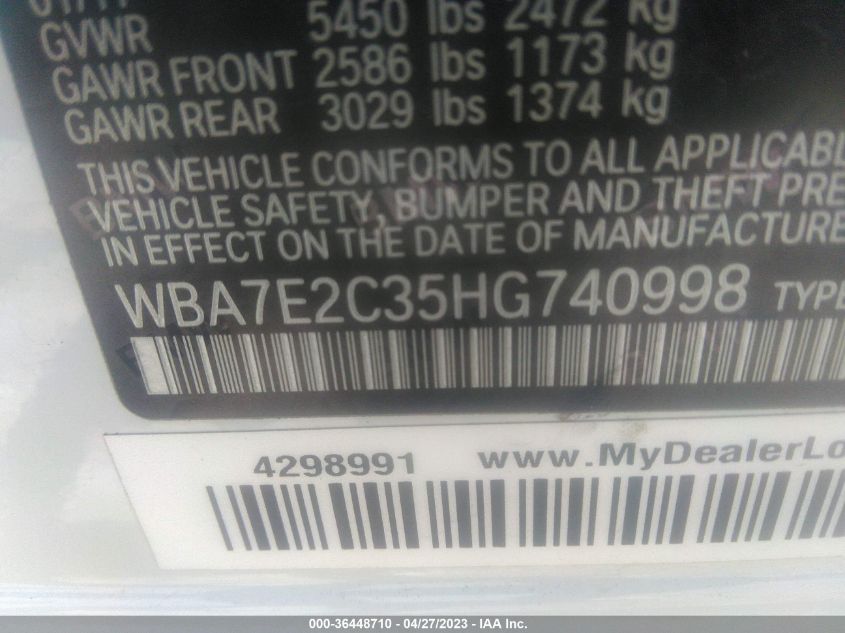 GVWR 5450 lbs 2472 kg
GAWR FRONT 2586 lbs 1173 kg
GAWR REAR 3029 lbs 1374 kg
THIS VEHICLE CONFORMS TO ALL APPLICABL
VEHICLE SAFETY, BUMPER AND THEFT PRE
IN EFFECT ON THE DATE OF MANUFACTURE
WBA7E2C35HG740998 TYPE
4298991 www.MyDealerLo
000-36448710 - 04/27/2023 - IAA Inc.